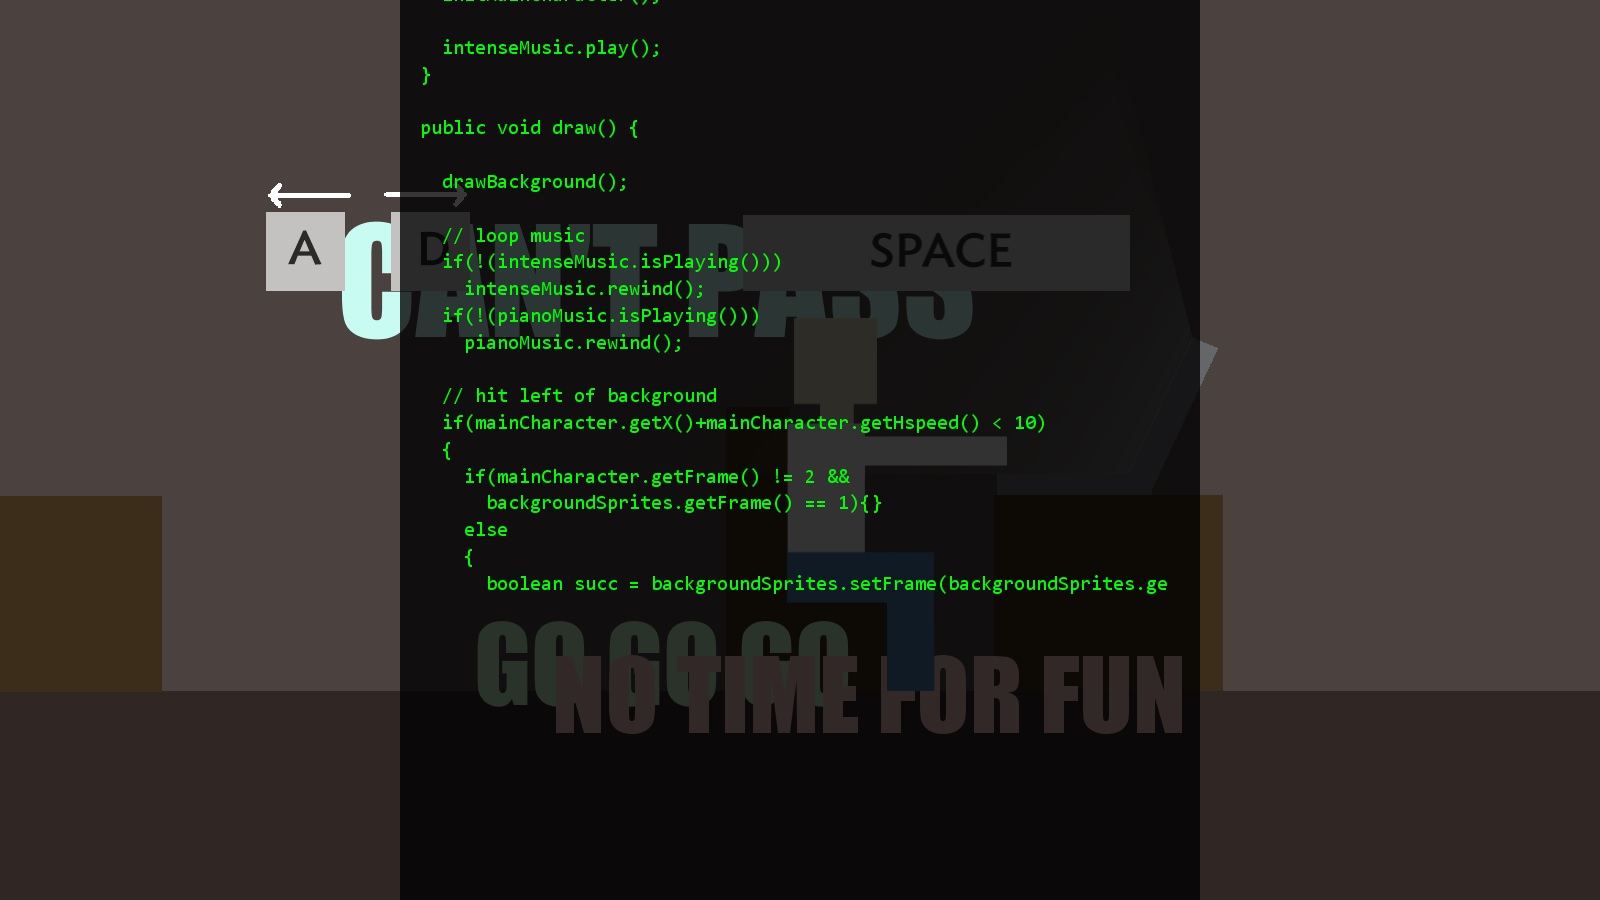 intenseMusic.play();
}
public void draw() {
drawBackground();
// loop music
if(!(intenseMusic.isPlaying()))
intenseMusic.rewind();
if(!(pianoMusic.isPlaying()))
pianoMusic.rewind();
// hit left of background
if(mainCharacter.getX()+mainCharacter.getHspeed() < 10)
{
if(mainCharacter.getFrame() != 2 &&
backgroundSprites.getFrame() == 1){}
else
{
boolean succ = backgroundSprites.setFrame(backgroundSprites.ge
A
D
SPACE
CAN'T PASS
GO GO GO
NO TIME FOR FUN